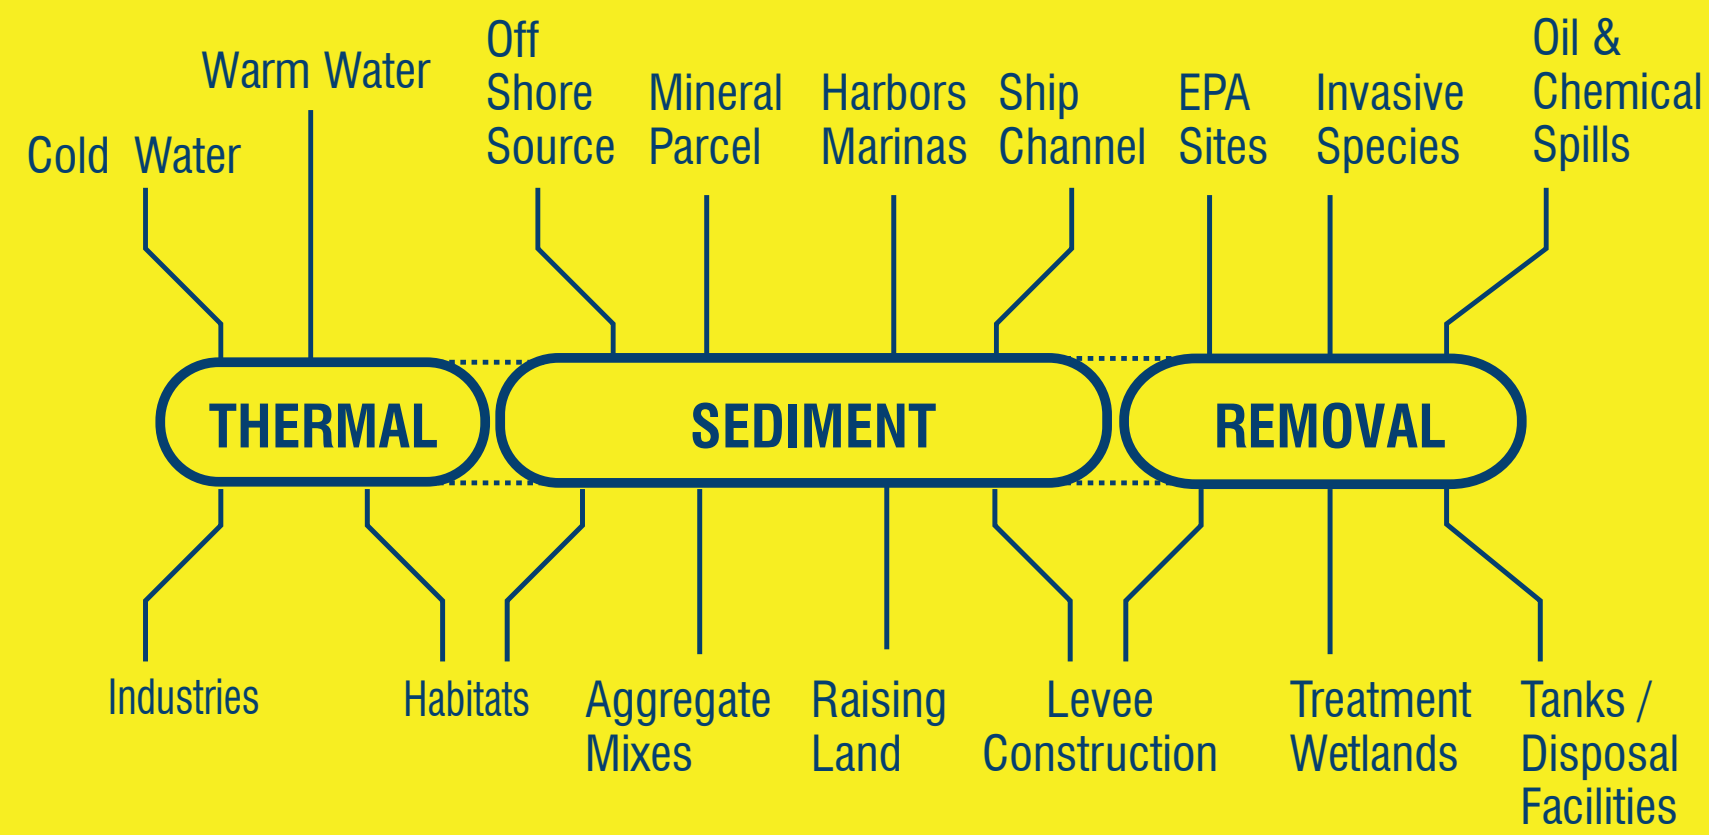 Cold Water
Warm Water
Off
Shore
Source
Mineral
Parcel
Harbors
Marinas
Ship
Channel
EPA
Sites
Invasive
Species
Oil &
Chemical
Spills
THERMAL
SEDIMENT
REMOVAL
Industries
Habitats
Aggregate
Mixes
Raising
Land
Levee
Construction
Treatment
Wetlands
Tanks /
Disposal
Facilities